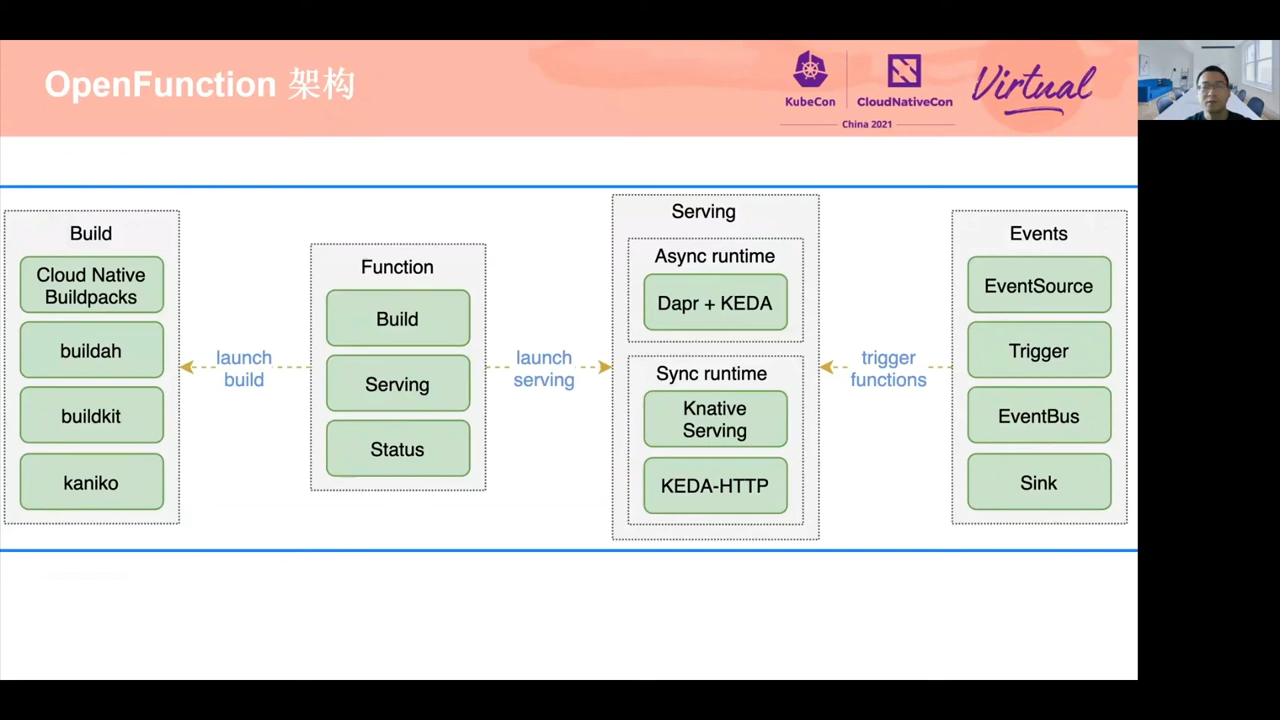 OpenFunction 架构
KubeCon
CloudNativeCon
China 2021
Virtual
Build
Cloud Native
Buildpacks
buildah
buildkit
kaniko
launch
build
Function
Build
Serving
Status
launch
serving
Serving
Async runtime
Dapr + KEDA
Sync runtime
Knative
Serving
KEDA-HTTP
trigger
functions
Events
EventSource
Trigger
EventBus
Sink